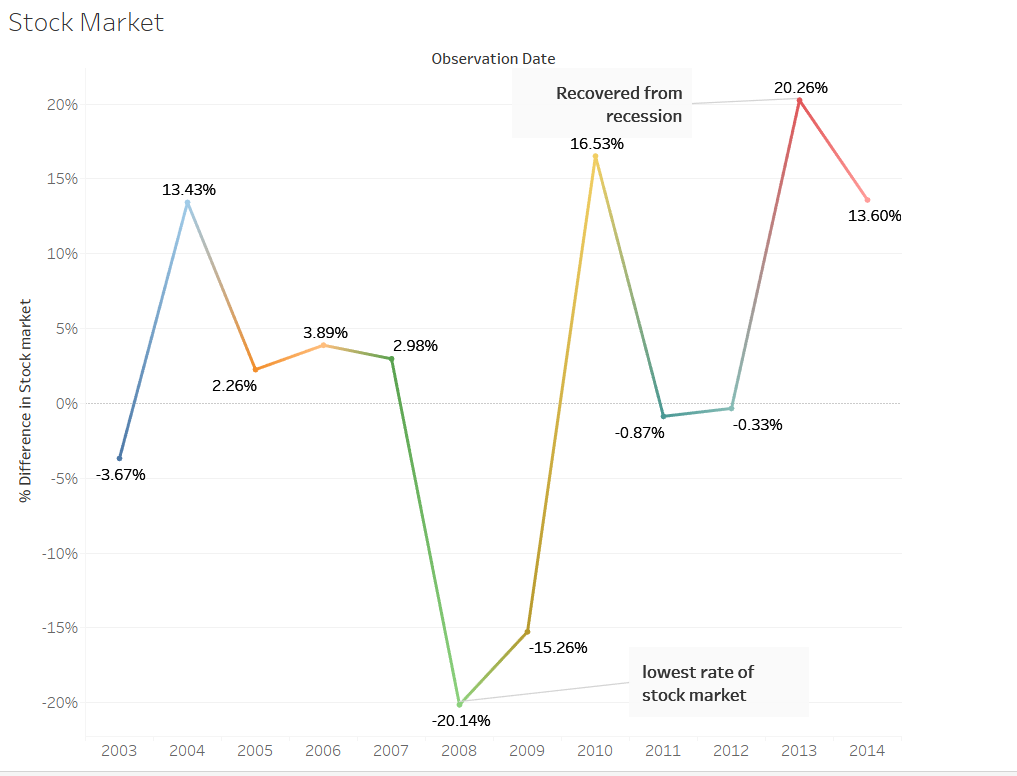 Stock Market
Observation Date
% Difference in Stock market
20%
15%
10%
5%
0%
-5%
-10%
-15%
-20%
Recovered from
recession
lowest rate of
stock market
-3.67%
13.43%
2.26%
3.89%
2.98%
-20.14%
-15.26%
16.53%
-0.87%
-0.33%
20.26%
13.60%
2003 2004 2005 2006 2007 2008 2009 2010 2011 2012 2013 2014